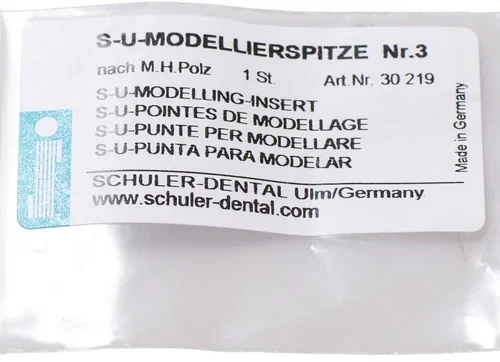 S-U-MODELLIERSPITZE Nr.3
nach M.H.Polz 1 St. Art.Nr. 30 219
S-U-MODELLING-INSERT
S-U-POINTES DE MODELLAGE
S-U-PUNTE PER MODELLARE
S-U-PUNTA PARA MODELAR
SCHULER-DENTAL Ulm/Germany
www.schuler-dental.com
Made in Germany